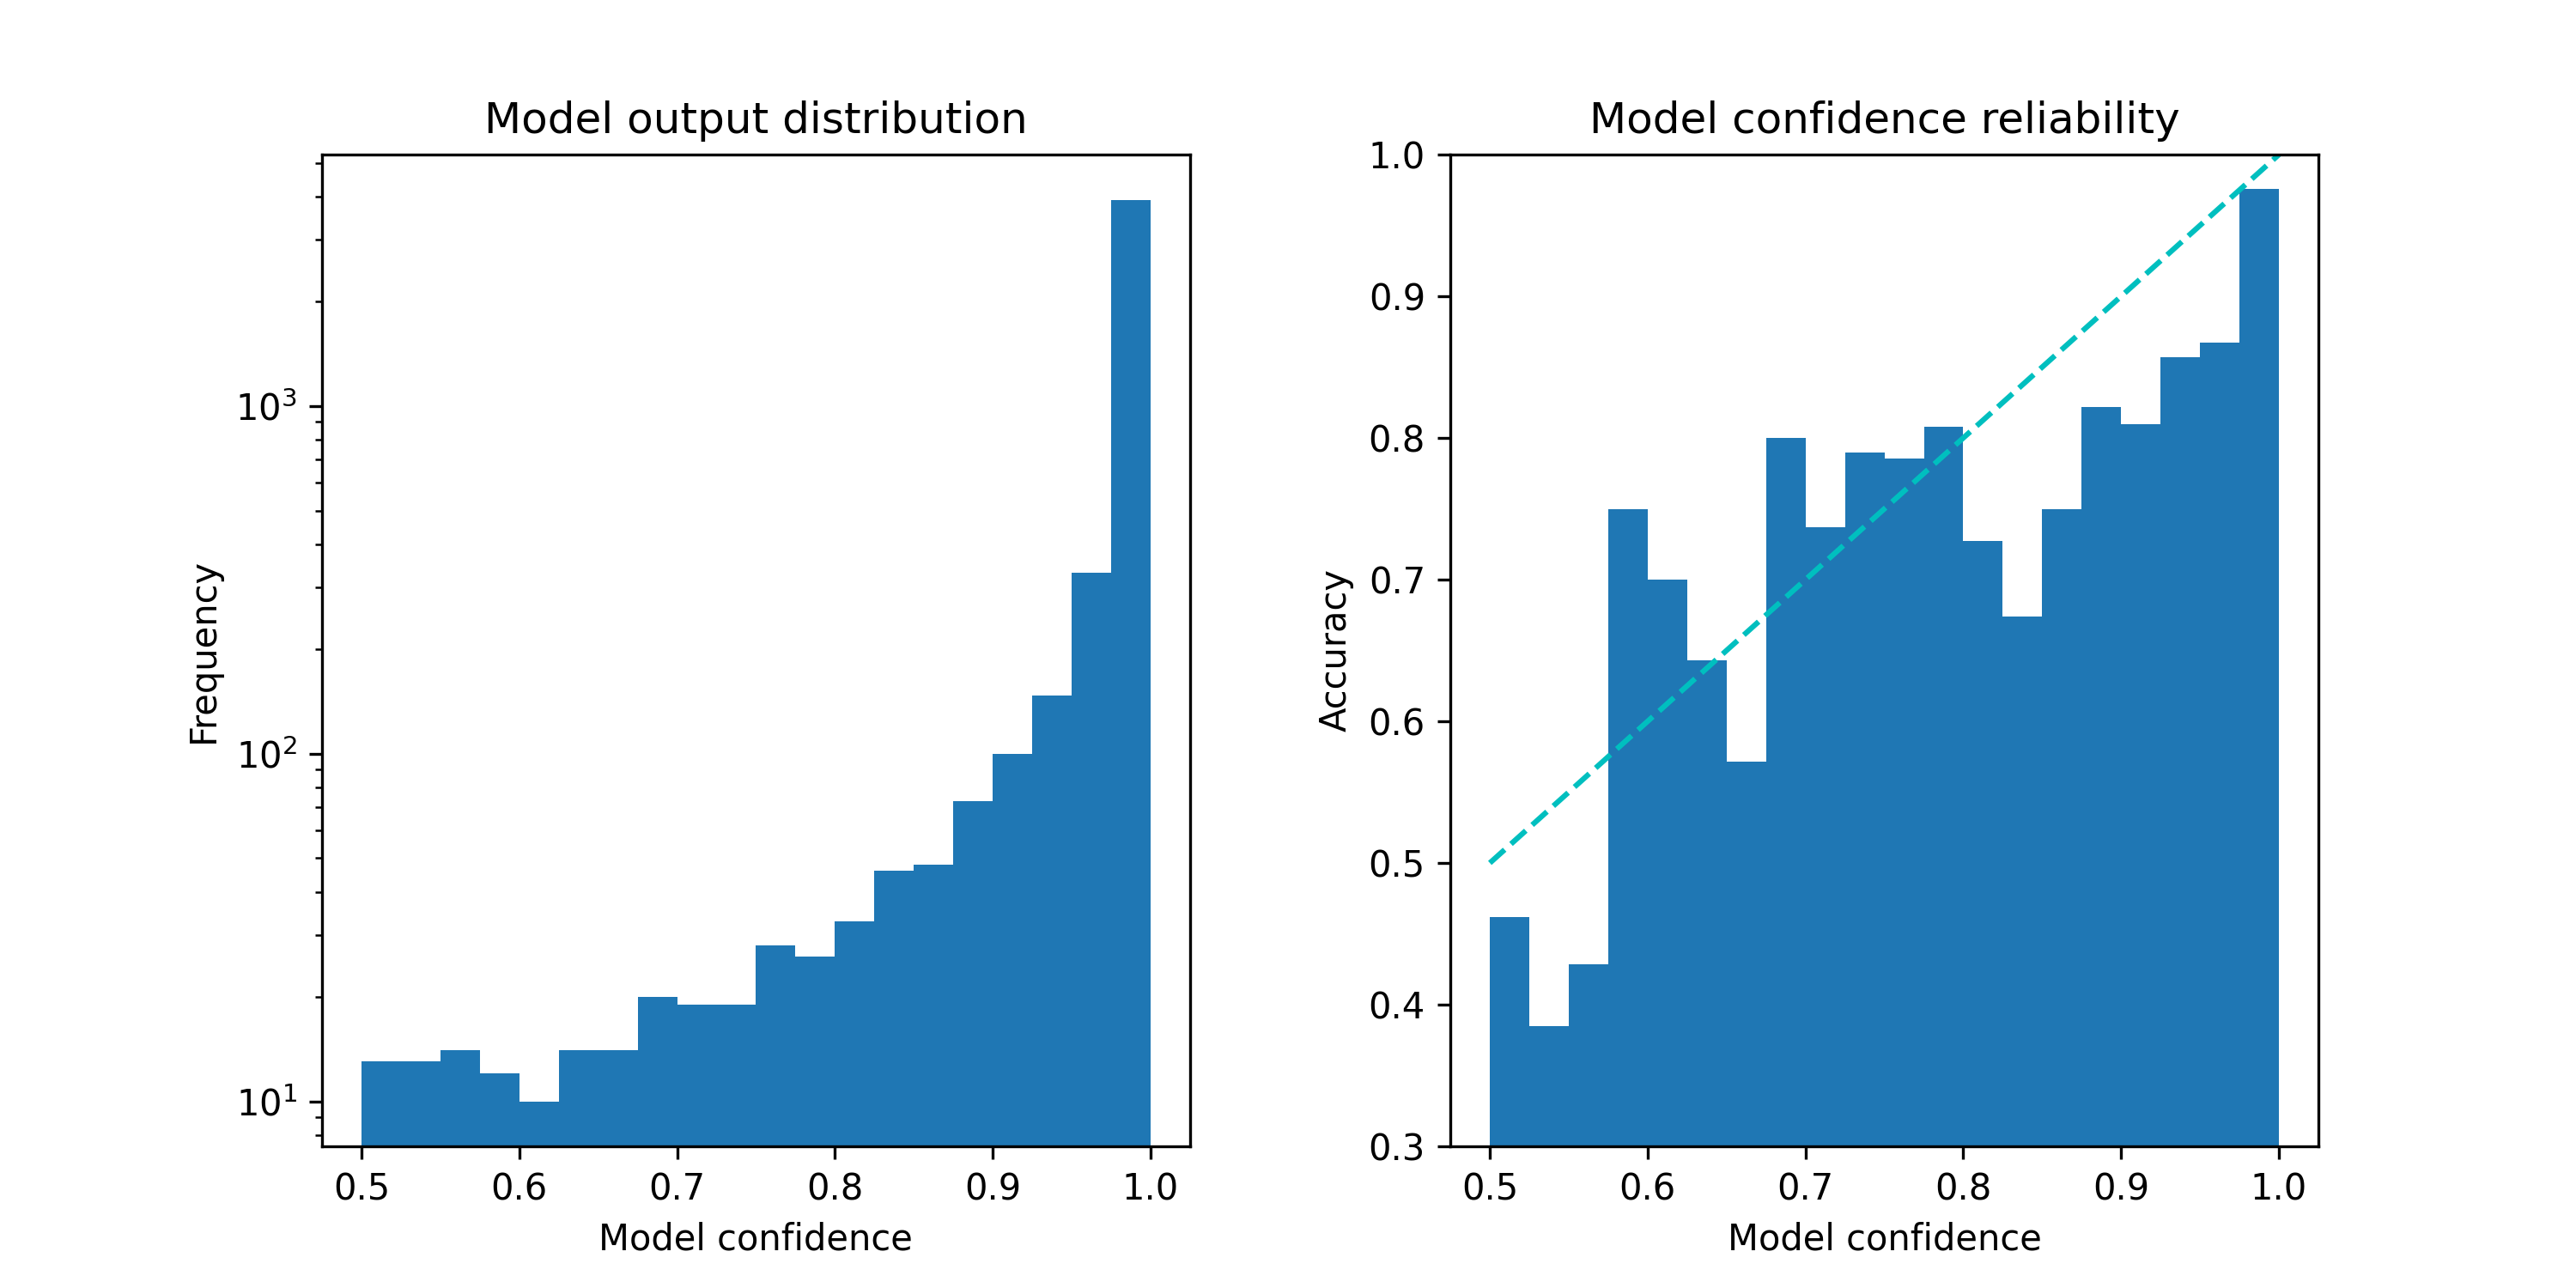 Model output distribution
Frequency
10³
10²
10¹
0.5 0.6 0.7 0.8 0.9 1.0
Model confidence
Model confidence reliability
Accuracy
1.0
0.9
0.8
0.7
0.6
0.5
0.4
0.3
0.5 0.6 0.7 0.8 0.9 1.0
Model confidence